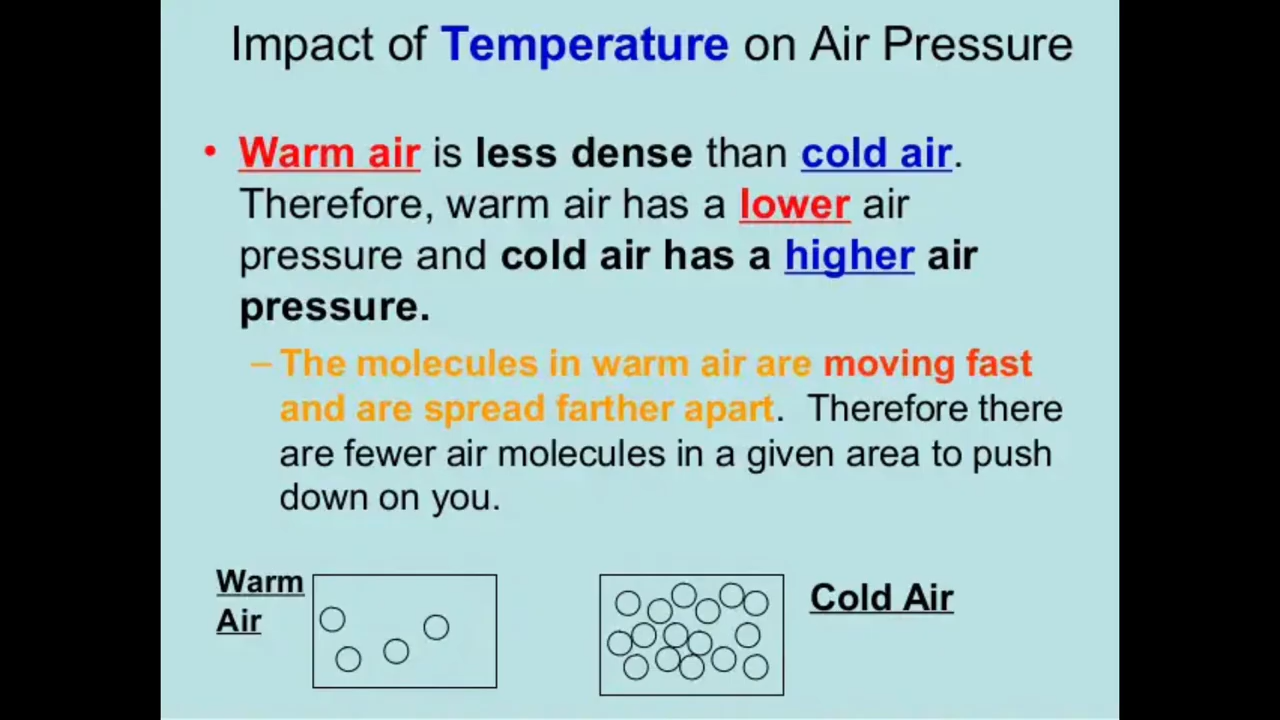 Impact of Temperature on Air Pressure
• Warm air is less dense than cold air.
Therefore, warm air has a lower air
pressure and cold air has a higher air
pressure.
– The molecules in warm air are moving fast
and are spread farther apart. Therefore there
are fewer air molecules in a given area to push
down on you.
Warm
Air
Cold Air